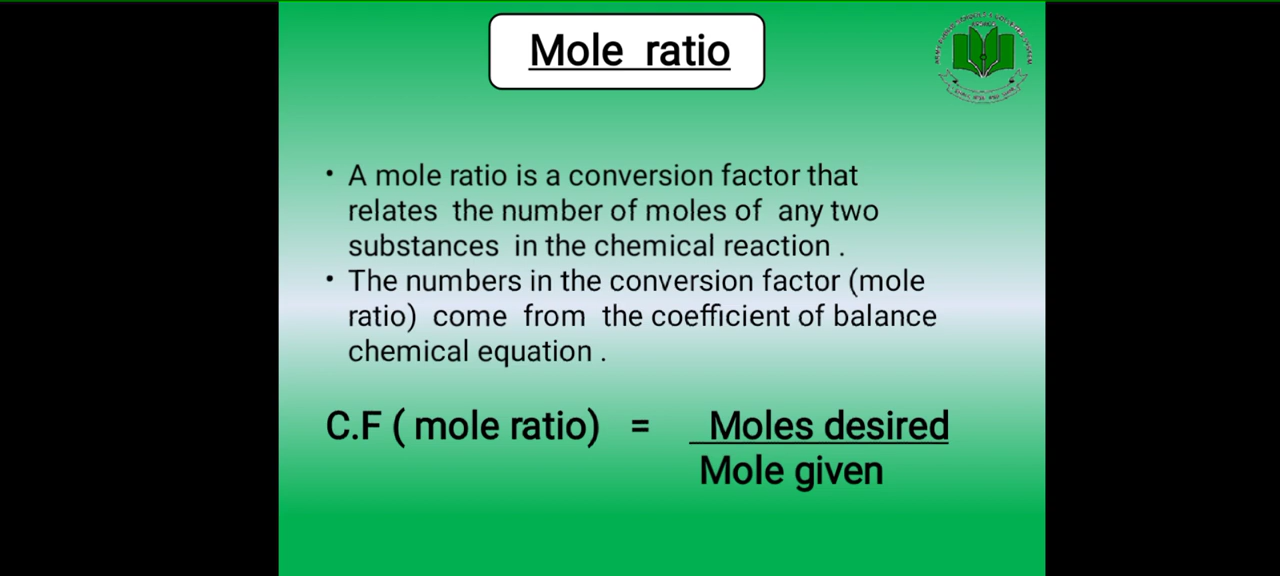 Mole ratio
• A mole ratio is a conversion factor that
relates the number of moles of any two
substances in the chemical reaction .
• The numbers in the conversion factor (mole
ratio) come from the coefficient of balance
chemical equation .
C.F ( mole ratio) = Moles desired
Mole given